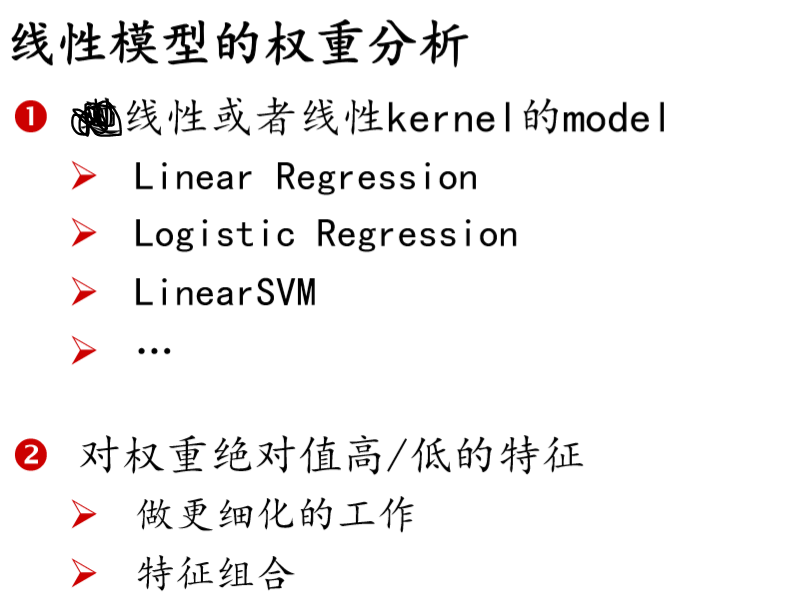 线性模型的权重分析
❶ 线性或者线性kernel的model
➢ Linear Regression
➢ Logistic Regression
➢ LinearSVM
➢ …
❷ 对权重绝对值高/低的特征
➢ 做更细化的工作
➢ 特征组合